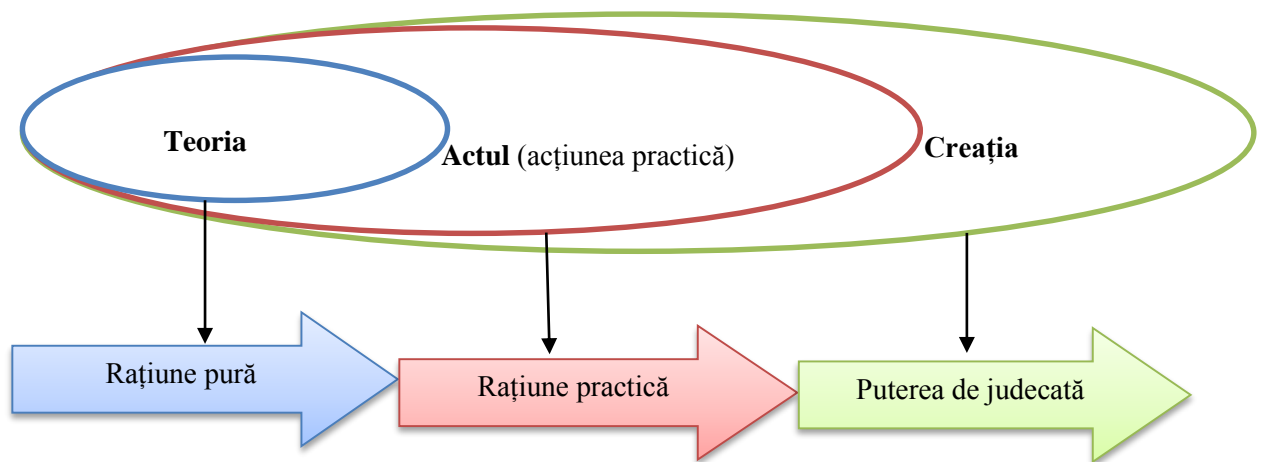 Teoria
Actul (acțiunea practică)
Creația
Rațiune pură
Rațiune practică
Puterea de judecată